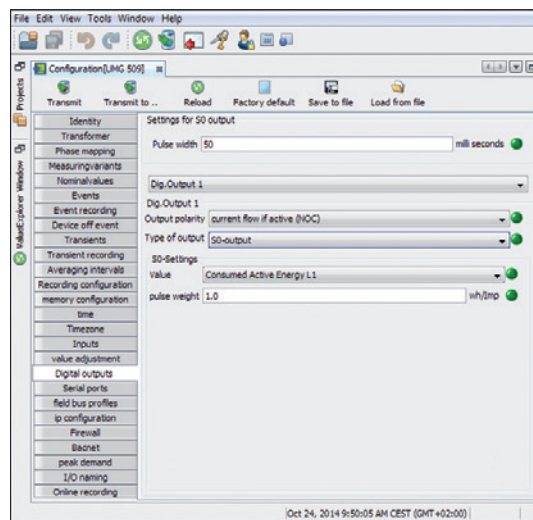 File Edit View Tools Window Help
Projects
ValueExplorer Window
Configuration[UMG 509]
Transmit
Transmit to ..
Reload
Factory default
Save to file
Load from file
Identity
Transformer
Phase mapping
Measuringvariants
Nominalvalues
Events
Event recording
Device off event
Transients
Transient recording
Averaging intervals
Recording configuration
memory configuration
time
Timezone
Inputs
value adjustment
Digital outputs
Serial ports
field bus profiles
ip configuration
Firewall
Bacnet
peak demand
I/O naming
Online recording
Settings for S0 output
Pulse width 50 milli seconds
Dig.Output 1
Dig.Output 1
Output polarity current flow if active (NOC)
Type of output S0-output
S0-Settings
Value Consumed Active Energy L1
pulse weight 1.0 wh/Imp
Oct 24, 2014 9:50:05 AM CEST (GMT+02:00)